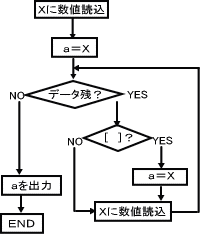 Xに数値読込
a=X
データ残?
NO
YES
[　]?
NO
YES
a=X
aを出力
Xに数値読込
END